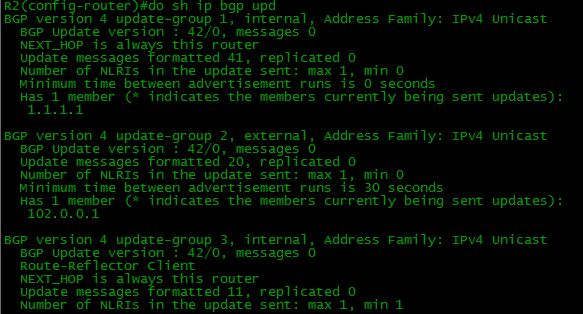 R2(config-router)#do sh ip bgp upd
BGP version 4 update-group 1, internal, Address Family: IPv4 Unicast
BGP Update version : 42/0, messages 0
NEXT_HOP is always this router
Update messages formatted 41, replicated 0
Number of NLRIs in the update sent: max 1, min 0
Minimum time between advertisement runs is 0 seconds
Has 1 member (* indicates the members currently being sent updates):
1.1.1.1
BGP version 4 update-group 2, external, Address Family: IPv4 Unicast
BGP Update version : 42/0, messages 0
Update messages formatted 20, replicated 0
Number of NLRIs in the update sent: max 1, min 0
Minimum time between advertisement runs is 30 seconds
Has 1 member (* indicates the members currently being sent updates):
102.0.0.1
BGP version 4 update-group 3, internal, Address Family: IPv4 Unicast
BGP Update version : 42/0, messages 0
Route-Reflector Client
NEXT_HOP is always this router
Update messages formatted 11, replicated 0
Number of NLRIs in the update sent: max 1, min 1